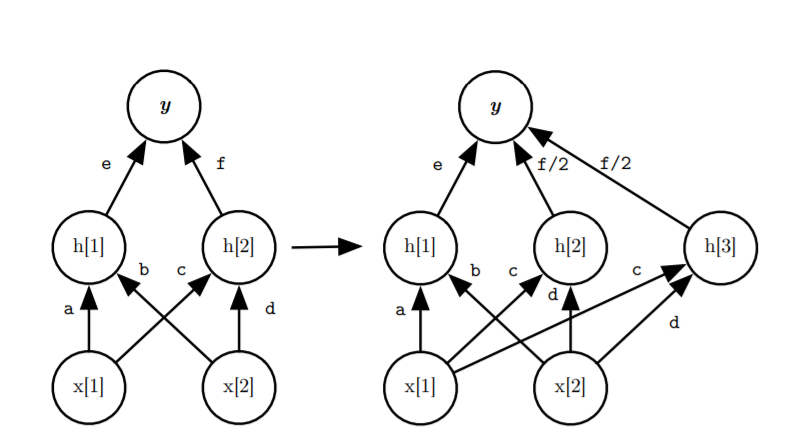 y y
e f e f/2 f/2
h[1] h[2] h[1] h[2] h[3]
b c b c c
a d a d d
x[1] x[2] x[1] x[2]